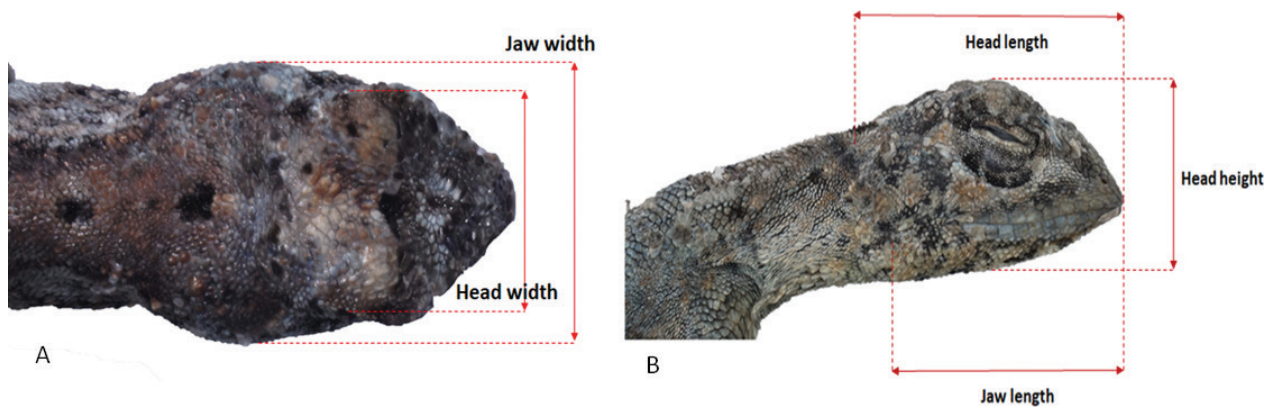 Jaw width
Head width
A
Head length
Head height
Jaw length
B